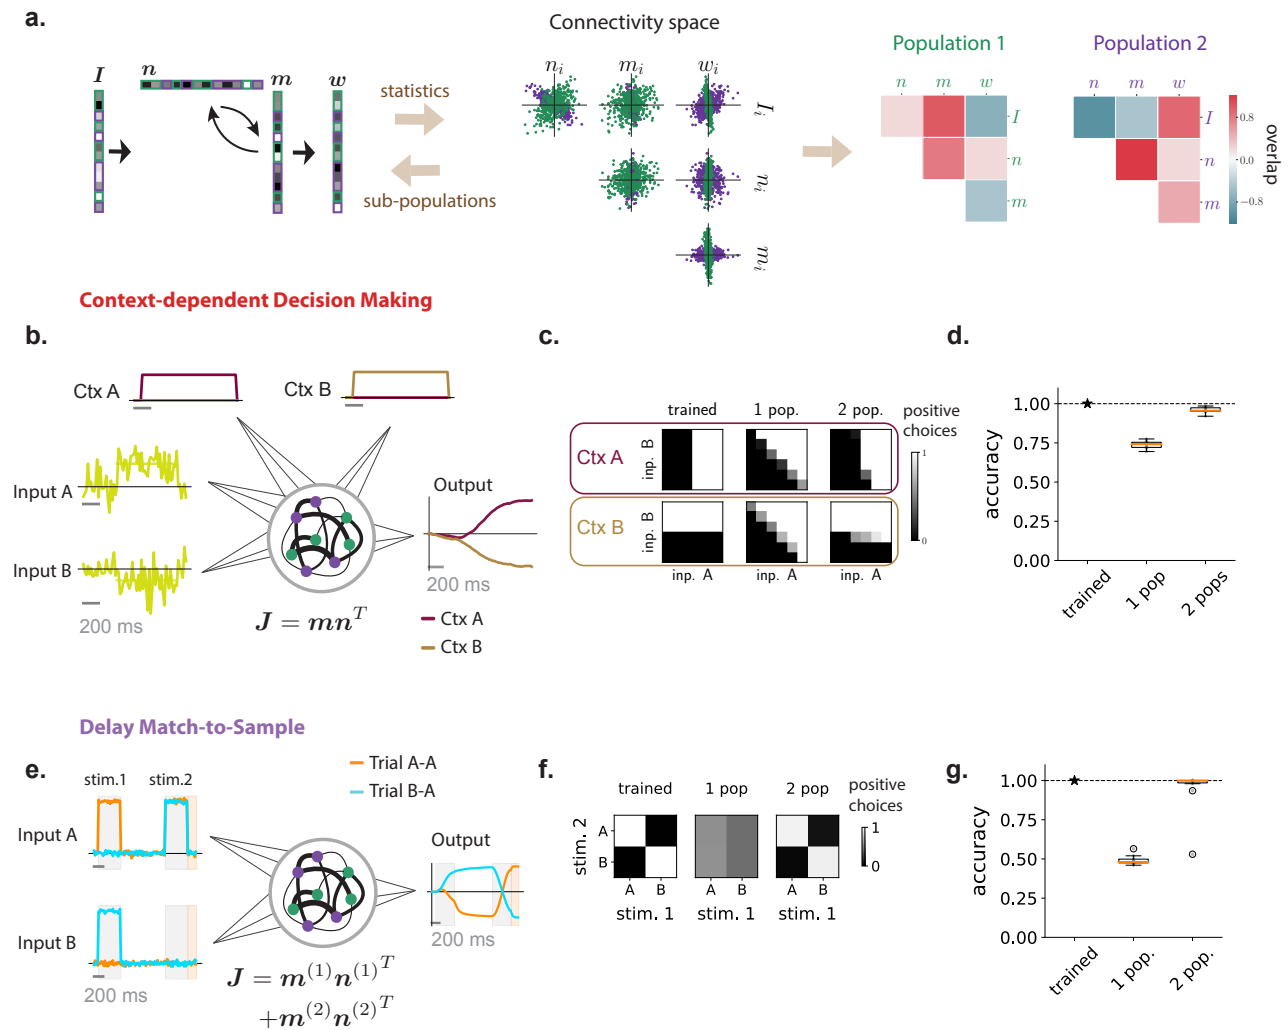 a.
I
n
m
w
statistics
sub-populations
Connectivity space
n_i
m_i
w_i
I_i
n_i
m_i
Population 1
n m w
I
n
m
Population 2
n m w
I
n
m
0.8
0.0
−0.8
overlap
Context-dependent Decision Making
b.
Ctx A
Ctx B
Input A
Input B
200 ms
J = mn^T
Output
200 ms
Ctx A
Ctx B
c.
trained 1 pop. 2 pop.
positive
choices
1
0
Ctx A
inp. B
Ctx B
inp. B
inp. A inp. A
d.
accuracy
1.00
0.75
0.50
0.25
0.00
trained
1 pop
2 pops
Delay Match-to-Sample
e.
stim.1 stim.2
Trial A-A
Trial B-A
Input A
Input B
200 ms
Output
200 ms
J = m^(1) n^(1)^T
+m^(2) n^(2)^T
f.
trained 1 pop 2 pop
positive
choices
1
0
stim. 2
A
B
A B A B A B
stim. 1 stim. 1
g.
accuracy
1.00
0.75
0.50
0.25
0.00
trained
1 pop.
2 pop.